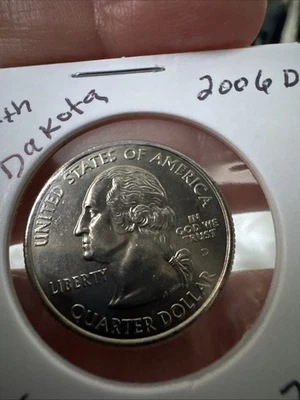 th
Dakota
2006 D
UNITED STATES OF AMERICA
IN
GOD WE
TRUST
D
LIBERTY
QUARTER DOLLAR